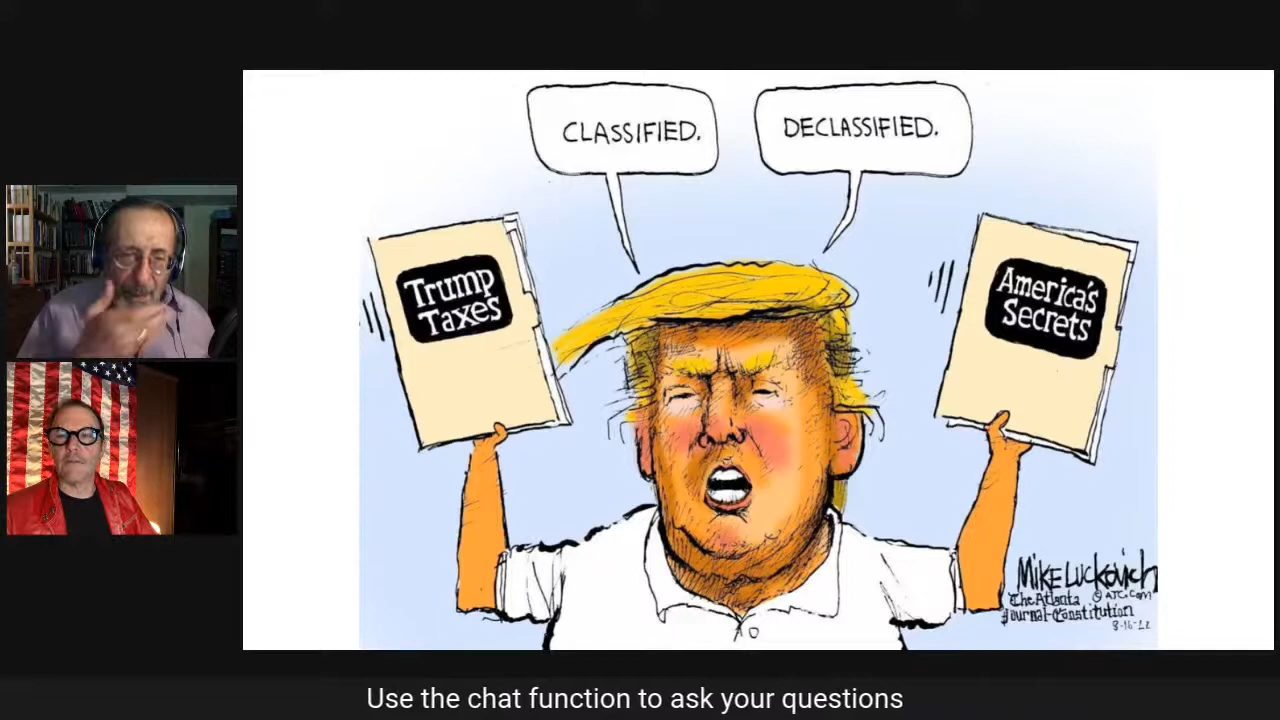 CLASSIFIED.
DECLASSIFIED.
Trump
Taxes
America's
Secrets
MIKE LUCKOVICH
The Atlanta © AJC.COM
Journal-Constitution
8-16-22
Use the chat function to ask your questions